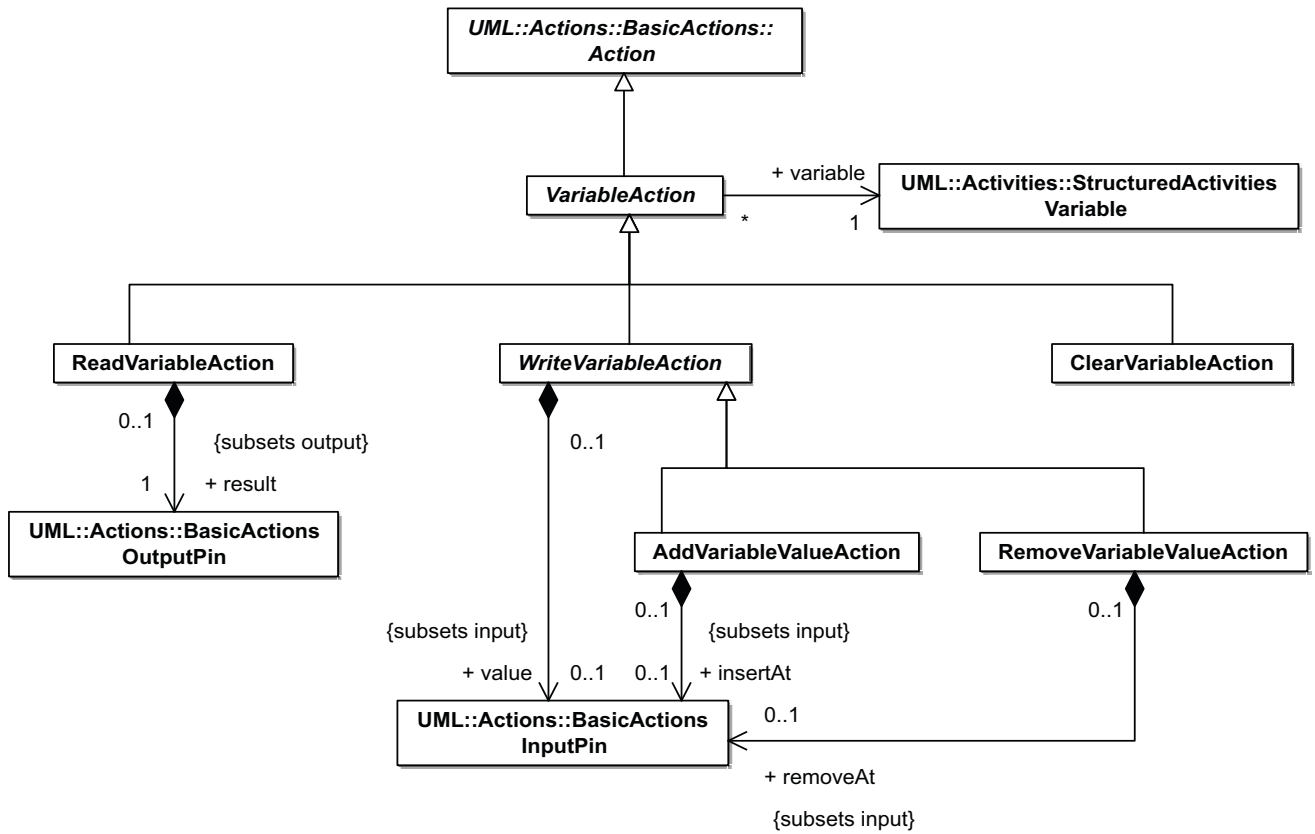 UML::Actions::BasicActions::
Action
+ variable
VariableAction
UML::Activities::StructuredActivities
Variable
*
1
ReadVariableAction
WriteVariableAction
ClearVariableAction
0..1
{subsets output}
0..1
1
+ result
UML::Actions::BasicActions
OutputPin
AddVariableValueAction
RemoveVariableValueAction
0..1
0..1
{subsets input}
{subsets input}
+ value
0..1
0..1
+ insertAt
UML::Actions::BasicActions
InputPin
0..1
+ removeAt
{subsets input}